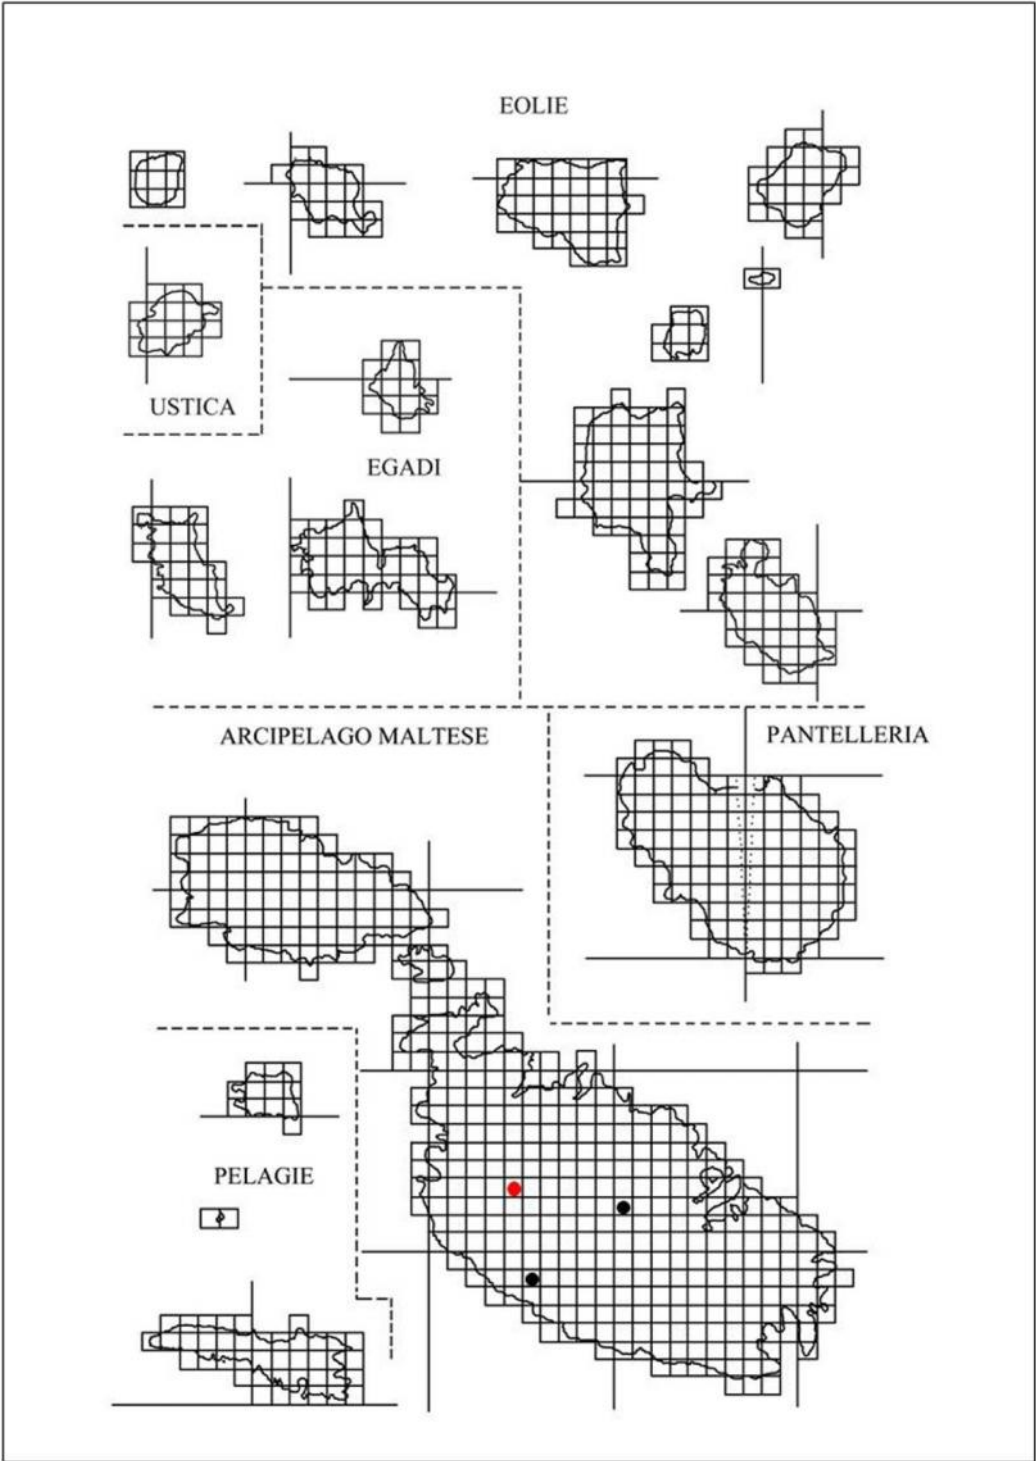 EOLIE
USTICA
EGADI
ARCIPELAGO MALTESE
PANTELLERIA
PELAGIE